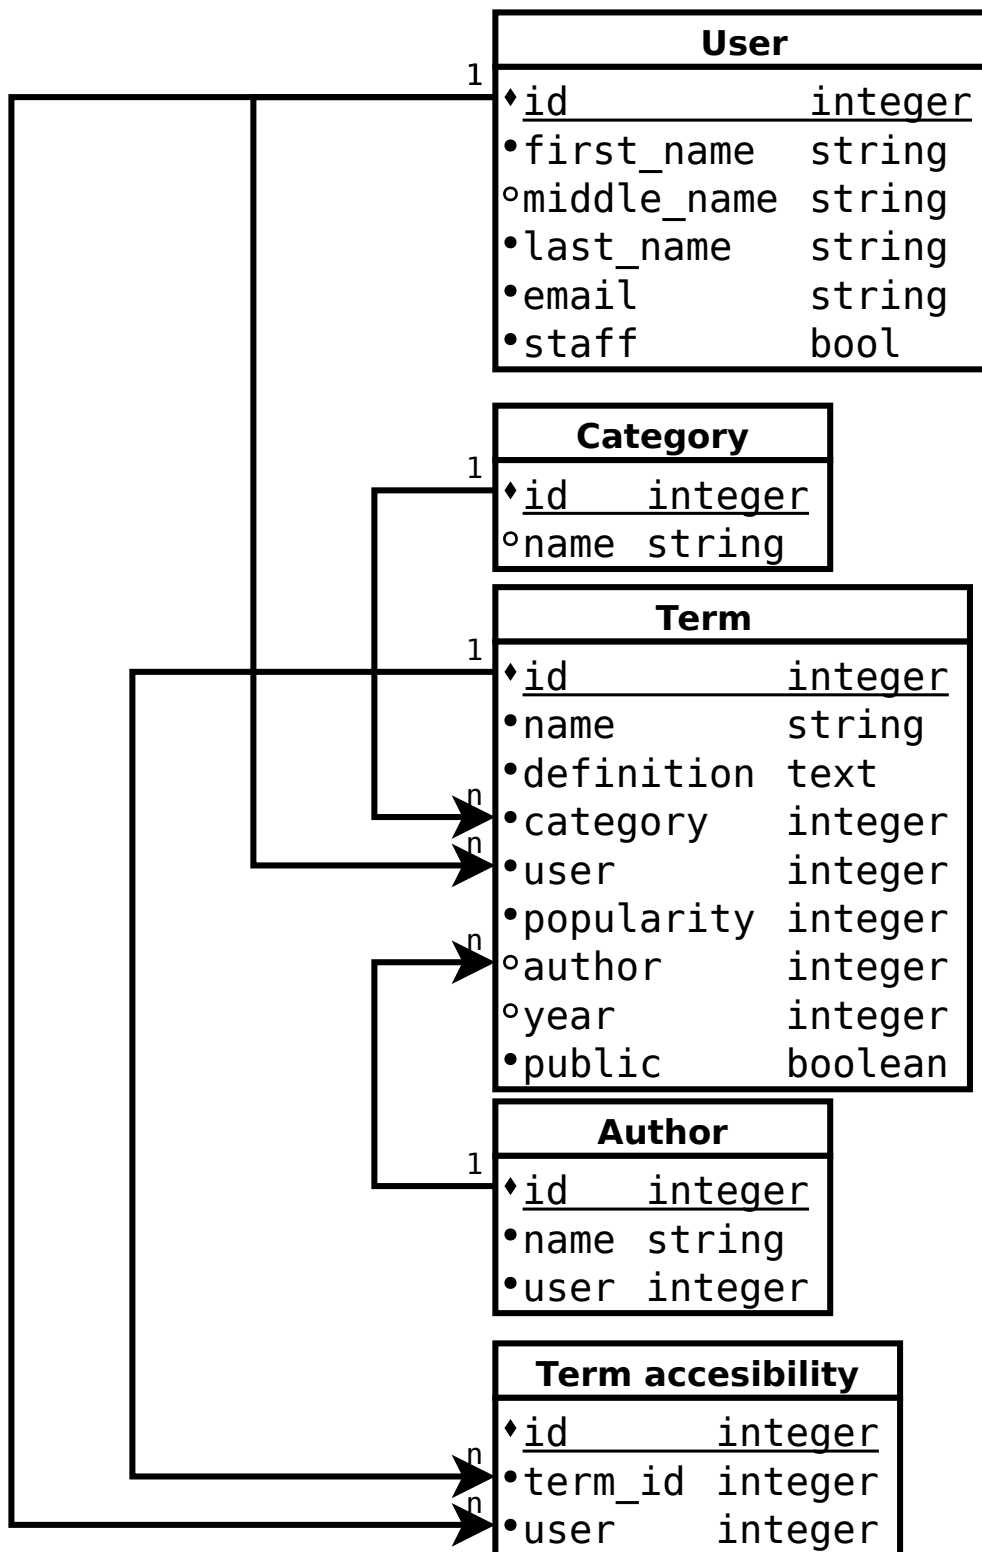 User
1
id integer
first_name string
middle_name string
last_name string
email string
staff bool
Category
1
id integer
name string
Term
1
id integer
name string
definition text
n
category integer
n
user integer
popularity integer
n
author integer
year integer
public boolean
Author
1
id integer
name string
user integer
Term accesibility
id integer
n
term_id integer
n
user integer